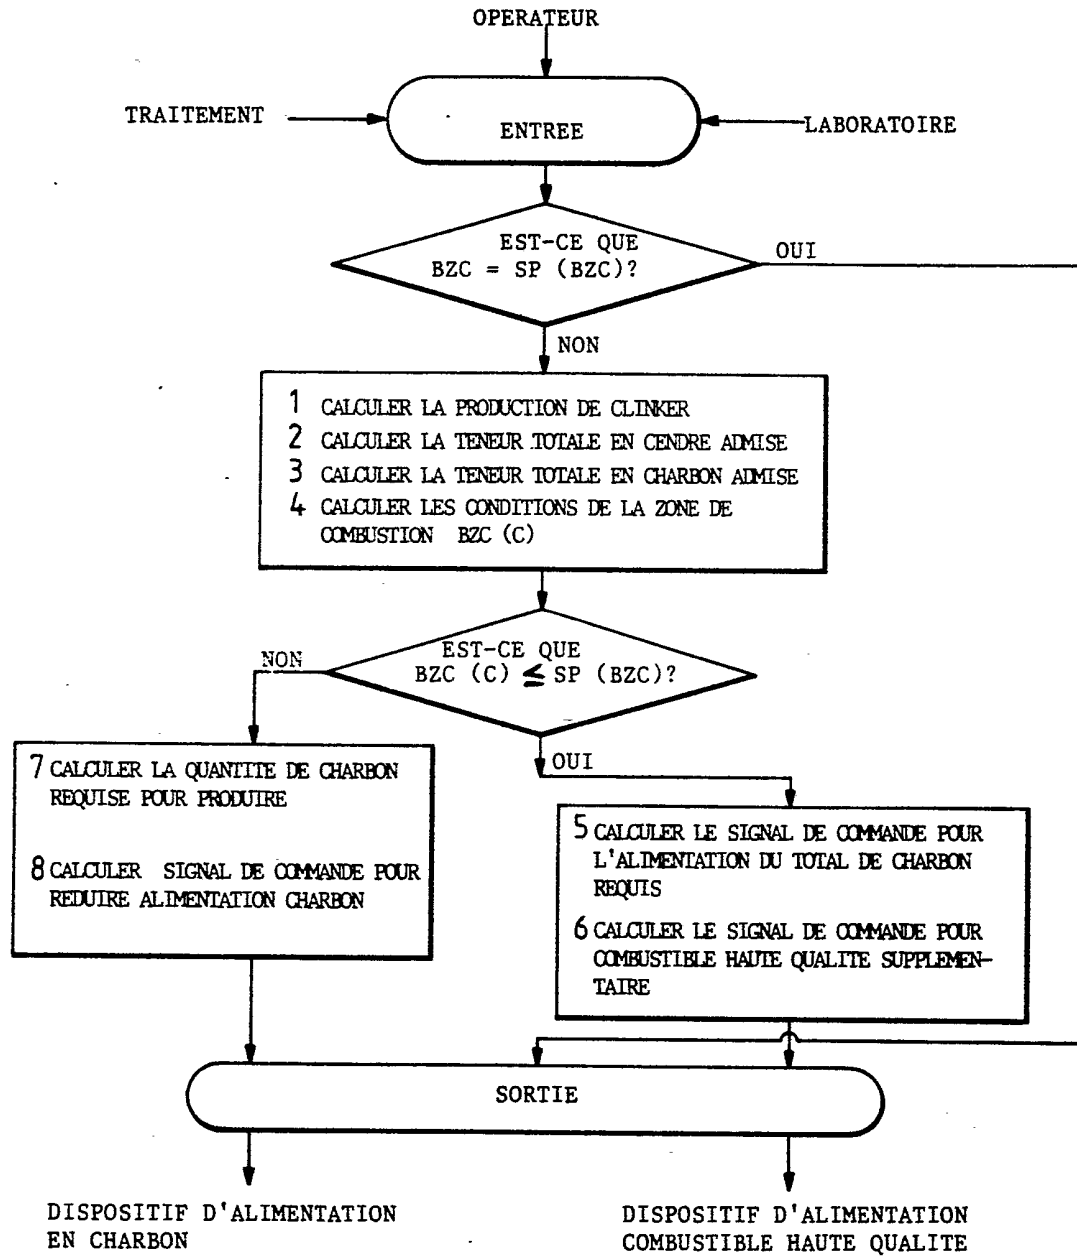 OPERATEUR
TRAITEMENT
ENTREE
LABORATOIRE
EST-CE QUE
BZC = SP (BZC)?
OUI
NON
1 CALCULER LA PRODUCTION DE CLINKER
2 CALCULER LA TENEUR TOTALE EN CENDRE ADMISE
3 CALCULER LA TENEUR TOTALE EN CHARBON ADMISE
4 CALCULER LES CONDITIONS DE LA ZONE DE
COMBUSTION BZC (C)
EST-CE QUE
BZC (C) ≦ SP (BZC)?
NON
OUI
7 CALCULER LA QUANTITE DE CHARBON
REQUISE POUR PRODUIRE
8 CALCULER SIGNAL DE COMMANDE POUR
REDUIRE ALIMENTATION CHARBON
5 CALCULER LE SIGNAL DE COMMANDE POUR
L'ALIMENTATION DU TOTAL DE CHARBON
REQUIS
6 CALCULER LE SIGNAL DE COMMANDE POUR
COMBUSTIBLE HAUTE QUALITE SUPPLEMEN-
TAIRE
SORTIE
DISPOSITIF D'ALIMENTATION
EN CHARBON
DISPOSITIF D'ALIMENTATION
COMBUSTIBLE HAUTE QUALITE